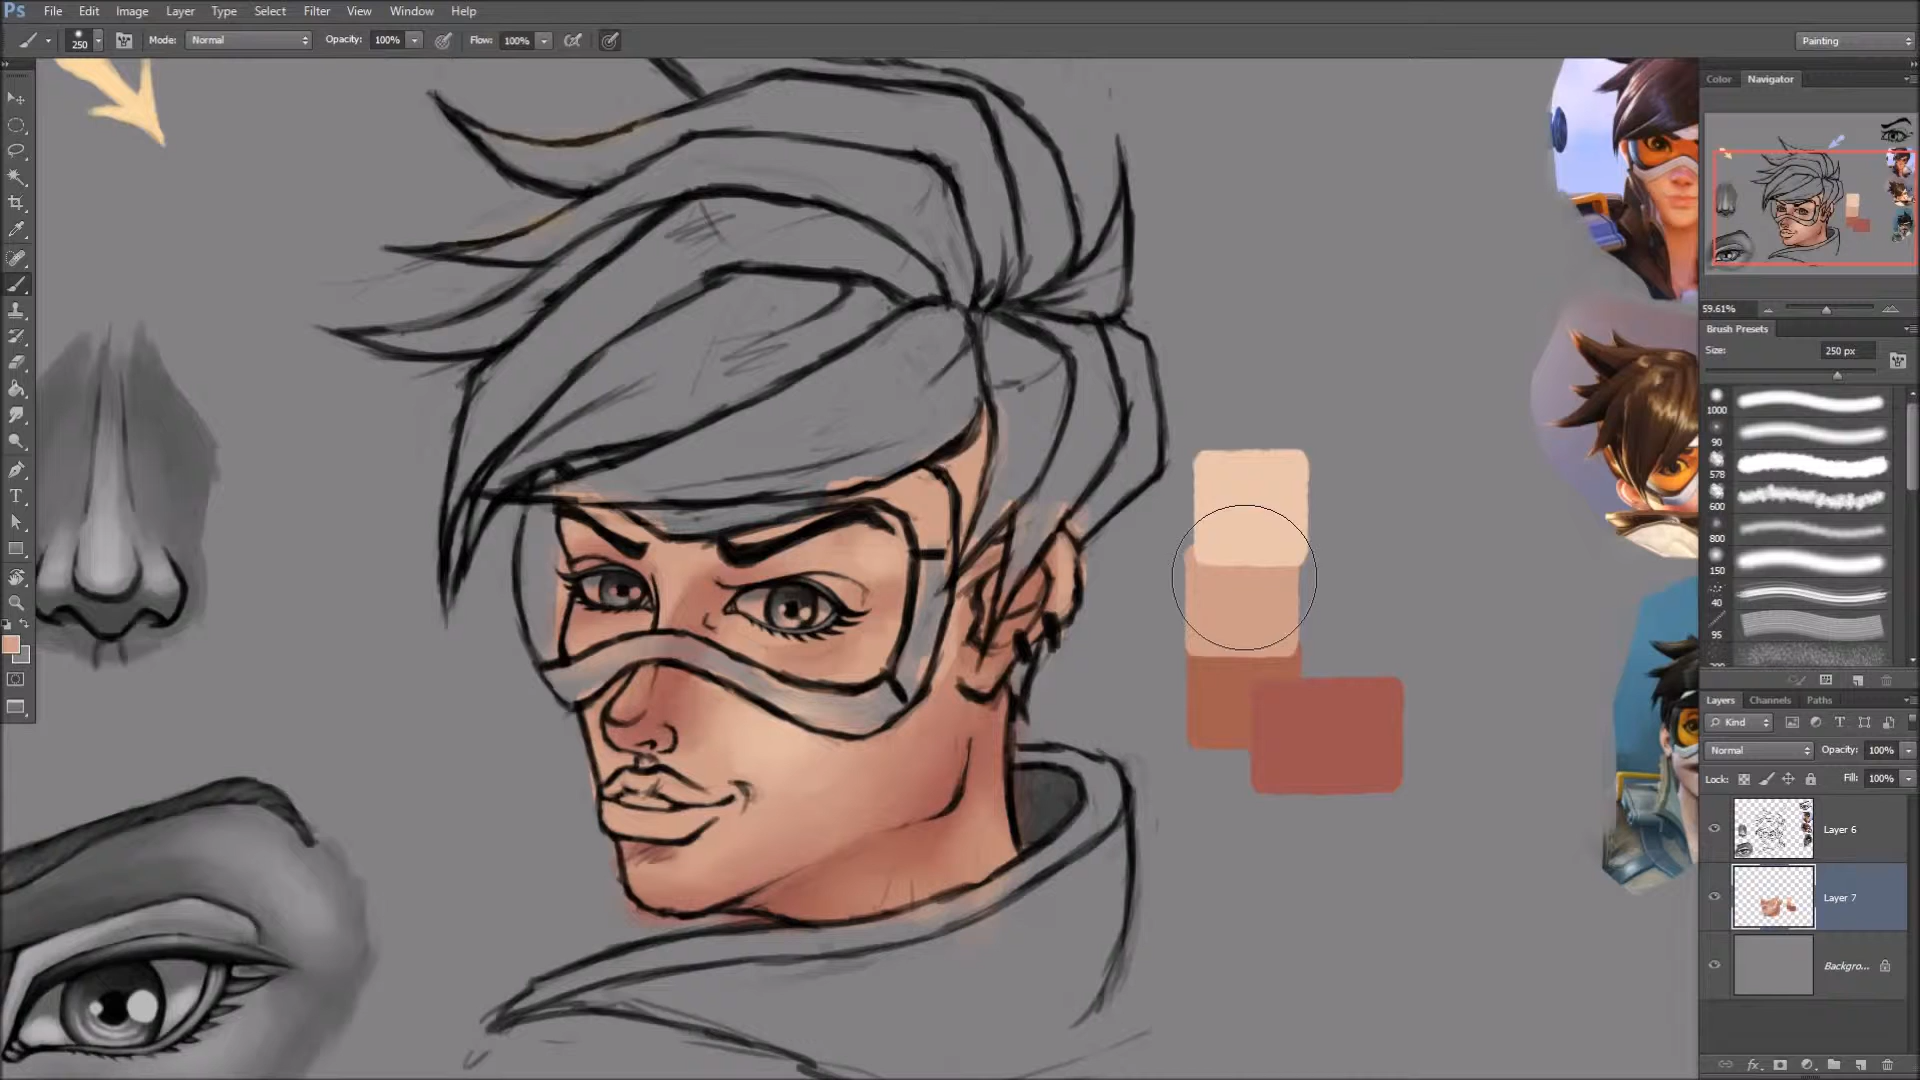 Ps File Edit Image Layer Type Select Filter View Window Help
250 Mode: Normal Opacity: 100% Flow: 100% Painting
Color Navigator
59.61%
Brush Presets
Size: 250 px
1000
90
578
600
800
150
40
95
Layers Channels Paths
Kind
Normal Opacity: 100%
Lock: Fill: 100%
Layer 6
Layer 7
Backgro...